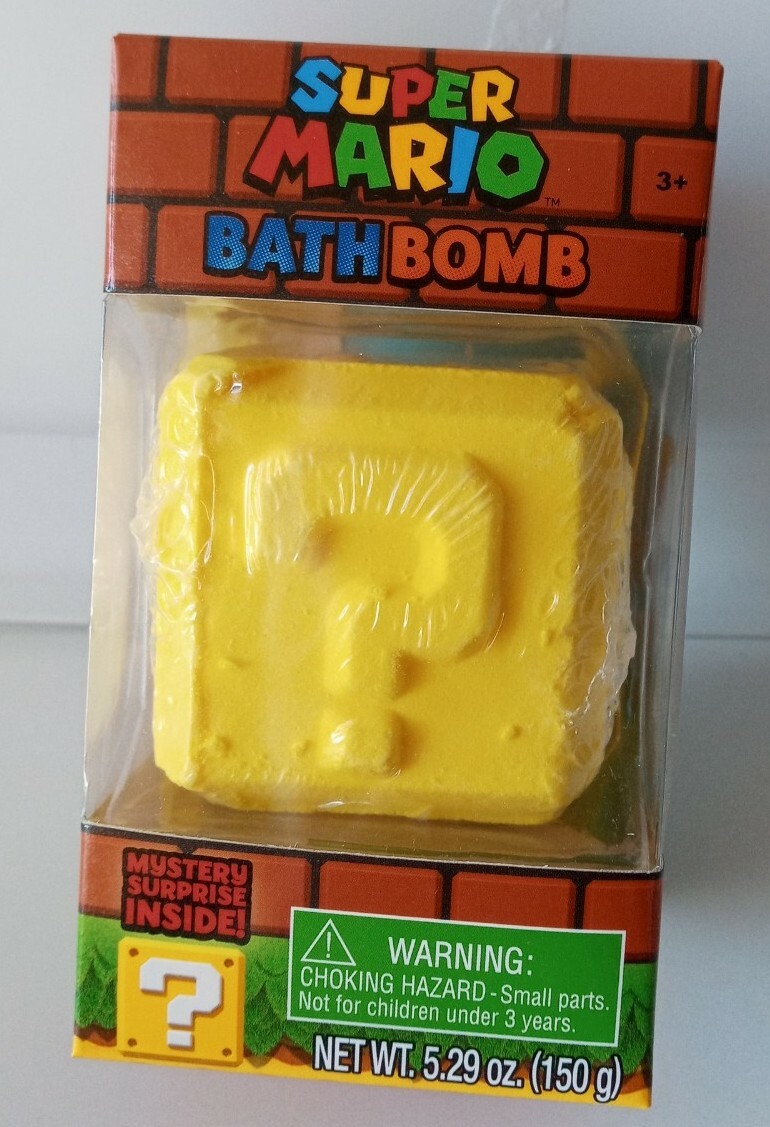 SUPER
MARIO
TM
3+
BATH BOMB
?
MYSTERY
SURPRISE
INSIDE!
?
! WARNING:
CHOKING HAZARD - Small parts.
Not for children under 3 years.
NET WT. 5.29 oz. (150 g)